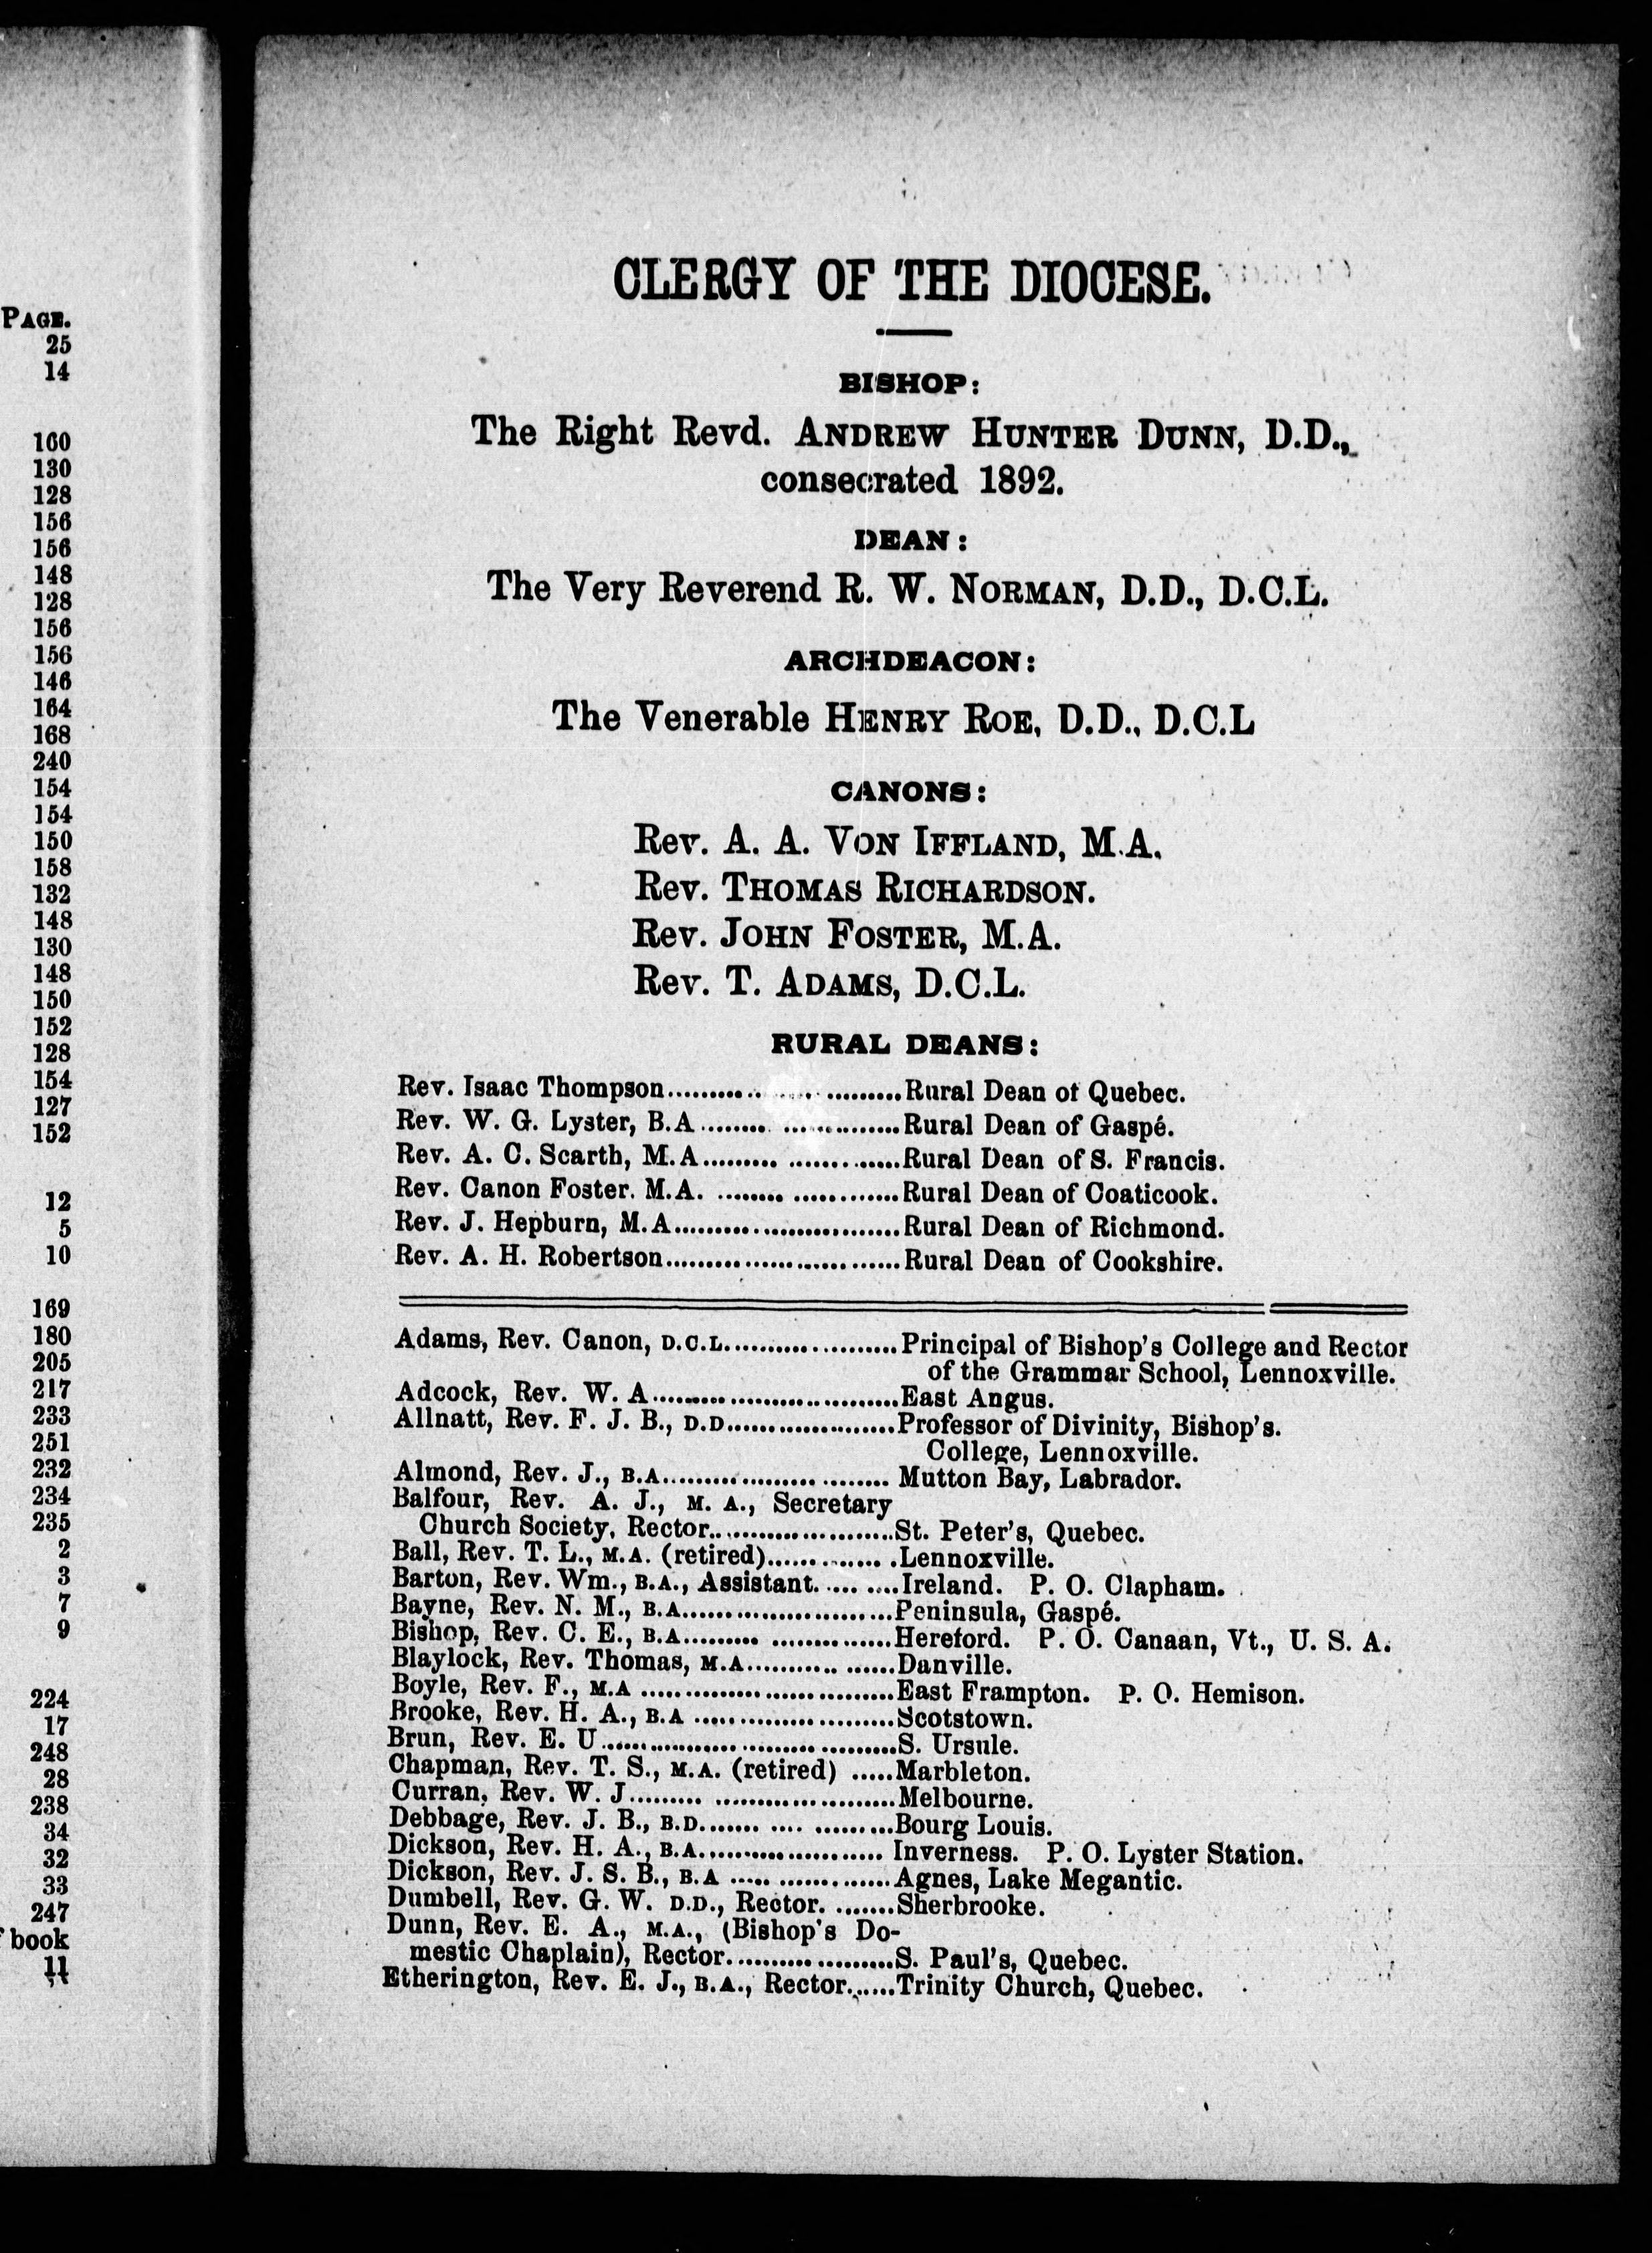 PAGE.
25
14
160
130
128
156
156
148
128
156
156
146
164
168
240
154
154
150
158
132
148
130
148
150
152
128
154
127
152
12
5
10
169
180
205
217
233
251
232
234
235
2
3
7
9
224
17
248
28
238
34
32
33
247
book
11
CLERGY OF THE DIOCESE.
BISHOP:
The Right Revd. ANDREW HUNTER DUNN, D.D.,
consecrated 1892.
DEAN:
The Very Reverend R. W. NORMAN, D.D., D.C.L.
ARCHDEACON:
The Venerable HENRY ROE, D.D., D.C.L
CANONS:
Rev. A. A. VON IFFLAND, M.A.
Rev. THOMAS RICHARDSON.
Rev. JOHN FOSTER, M.A.
Rev. T. ADAMS, D.C.L.
RURAL DEANS:
Rev. Isaac Thompson..............................Rural Dean of Quebec.
Rev. W. G. Lyster, B.A..............................Rural Dean of Gaspé.
Rev. A. C. Scarth, M.A..............................Rural Dean of S. Francis.
Rev. Canon Foster. M.A. ..............................Rural Dean of Coaticook.
Rev. J. Hepburn, M.A..............................Rural Dean of Richmond.
Rev. A. H. Robertson..............................Rural Dean of Cookshire.
Adams, Rev. Canon, D.C.L......................Principal of Bishop's College and Rector
of the Grammar School, Lennoxville.
Adcock, Rev. W. A..............................East Angus.
Allnatt, Rev. F. J. B., D.D......................Professor of Divinity, Bishop's.
College, Lennoxville.
Almond, Rev. J., B.A.............................. Mutton Bay, Labrador.
Balfour, Rev. A. J., M. A., Secretary
Church Society, Rector.......................St. Peter's, Quebec.
Ball, Rev. T. L., M.A. (retired)................Lennoxville.
Barton, Rev. Wm., B.A., Assistant..........Ireland. P. O. Clapham.
Bayne, Rev. N. M., B.A..........................Peninsula, Gaspé.
Bishop, Rev. C. E., B.A..........................Hereford. P. O. Canaan, Vt., U. S. A.
Blaylock, Rev. Thomas, M.A...................Danville.
Boyle, Rev. F., M.A ..............................East Frampton. P. O. Hemison.
Brooke, Rev. H. A., B.A ........................Scotstown.
Brun, Rev. E. U....................................S. Ursule.
Chapman, Rev. T. S., M.A. (retired) .....Marbleton.
Curran, Rev. W. J................................Melbourne.
Debbage, Rev. J. B., B.D.......................Bourg Louis.
Dickson, Rev. H. A., B.A...................... Inverness. P. O. Lyster Station.
Dickson, Rev. J. S. B., B.A ...................Agnes, Lake Megantic.
Dumbell, Rev. G. W. D.D., Rector. .......Sherbrooke.
Dunn, Rev. E. A., M.A., (Bishop's Do-
mestic Chaplain), Rector....................S. Paul's, Quebec.
Etherington, Rev. E. J., B.A., Rector......Trinity Church, Quebec.